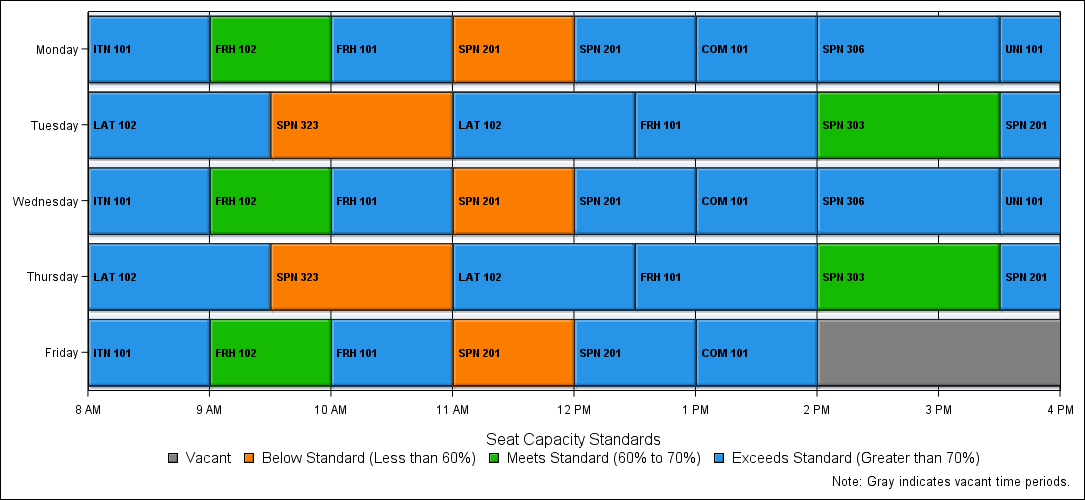 Monday ITN 101 FRH 102 FRH 101 SPN 201 SPN 201 COM 101 SPN 306 UNI 101
Tuesday LAT 102 SPN 323 LAT 102 FRH 101 SPN 303 SPN 201
Wednesday ITN 101 FRH 102 FRH 101 SPN 201 SPN 201 COM 101 SPN 306 UNI 101
Thursday LAT 102 SPN 323 LAT 102 FRH 101 SPN 303 SPN 201
Friday ITN 101 FRH 102 FRH 101 SPN 201 SPN 201 COM 101
8 AM 9 AM 10 AM 11 AM 12 PM 1 PM 2 PM 3 PM 4 PM
Seat Capacity Standards
Vacant Below Standard (Less than 60%) Meets Standard (60% to 70%) Exceeds Standard (Greater than 70%)
Note: Gray indicates vacant time periods.